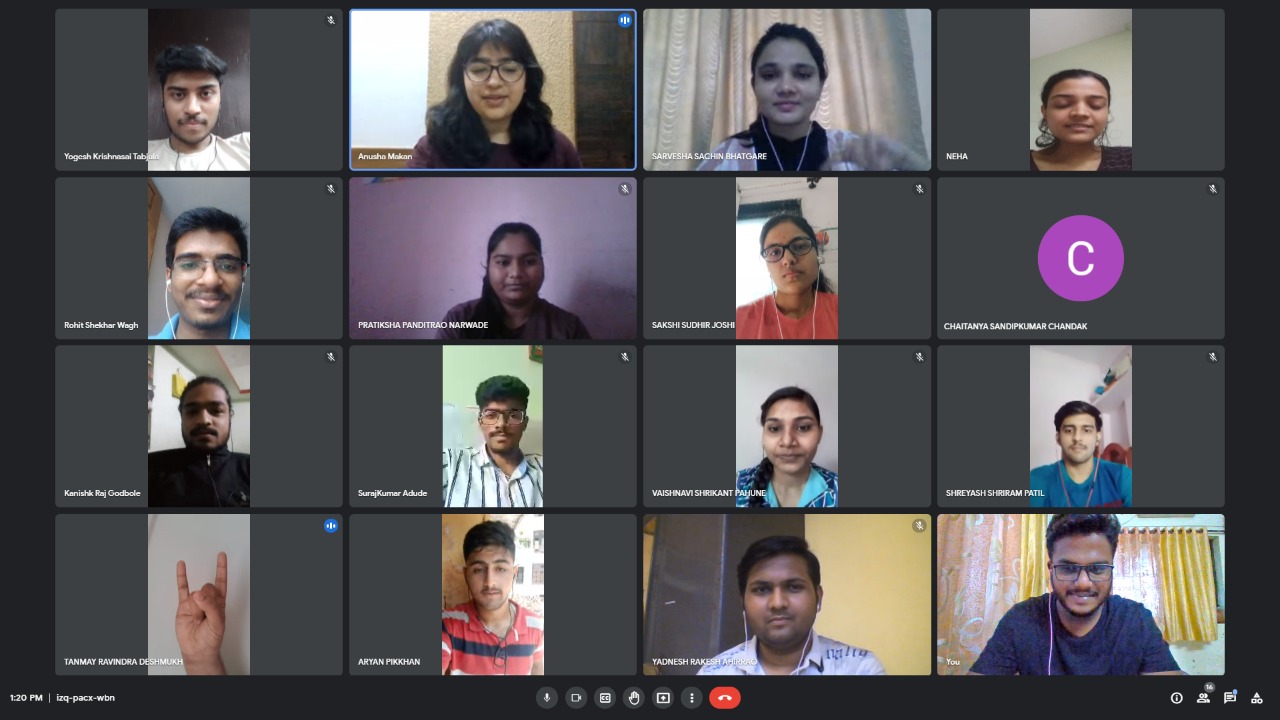 Yogesh Krishnasai Tabjula
Anusha Makan
SARVESHA SACHIN BHATGARE
NEHA
Rohit Shekhar Wagh
PRATIKSHA PANDITRAO NARWADE
SAKSHI SUDHIR JOSHI
C
CHAITANYA SANDIPKUMAR CHANDAK
Kanishk Raj Godbole
SurajKumar Adude
VAISHNAVI SHRIKANT PAHUNE
SHREYASH SHRIRAM PATIL
TANMAY RAVINDRA DESHMUKH
ARYAN PIKKHAN
YADNESH RAKESH AHIRRAO
You
1:20 PM | izq-pacx-wbn
CC
16